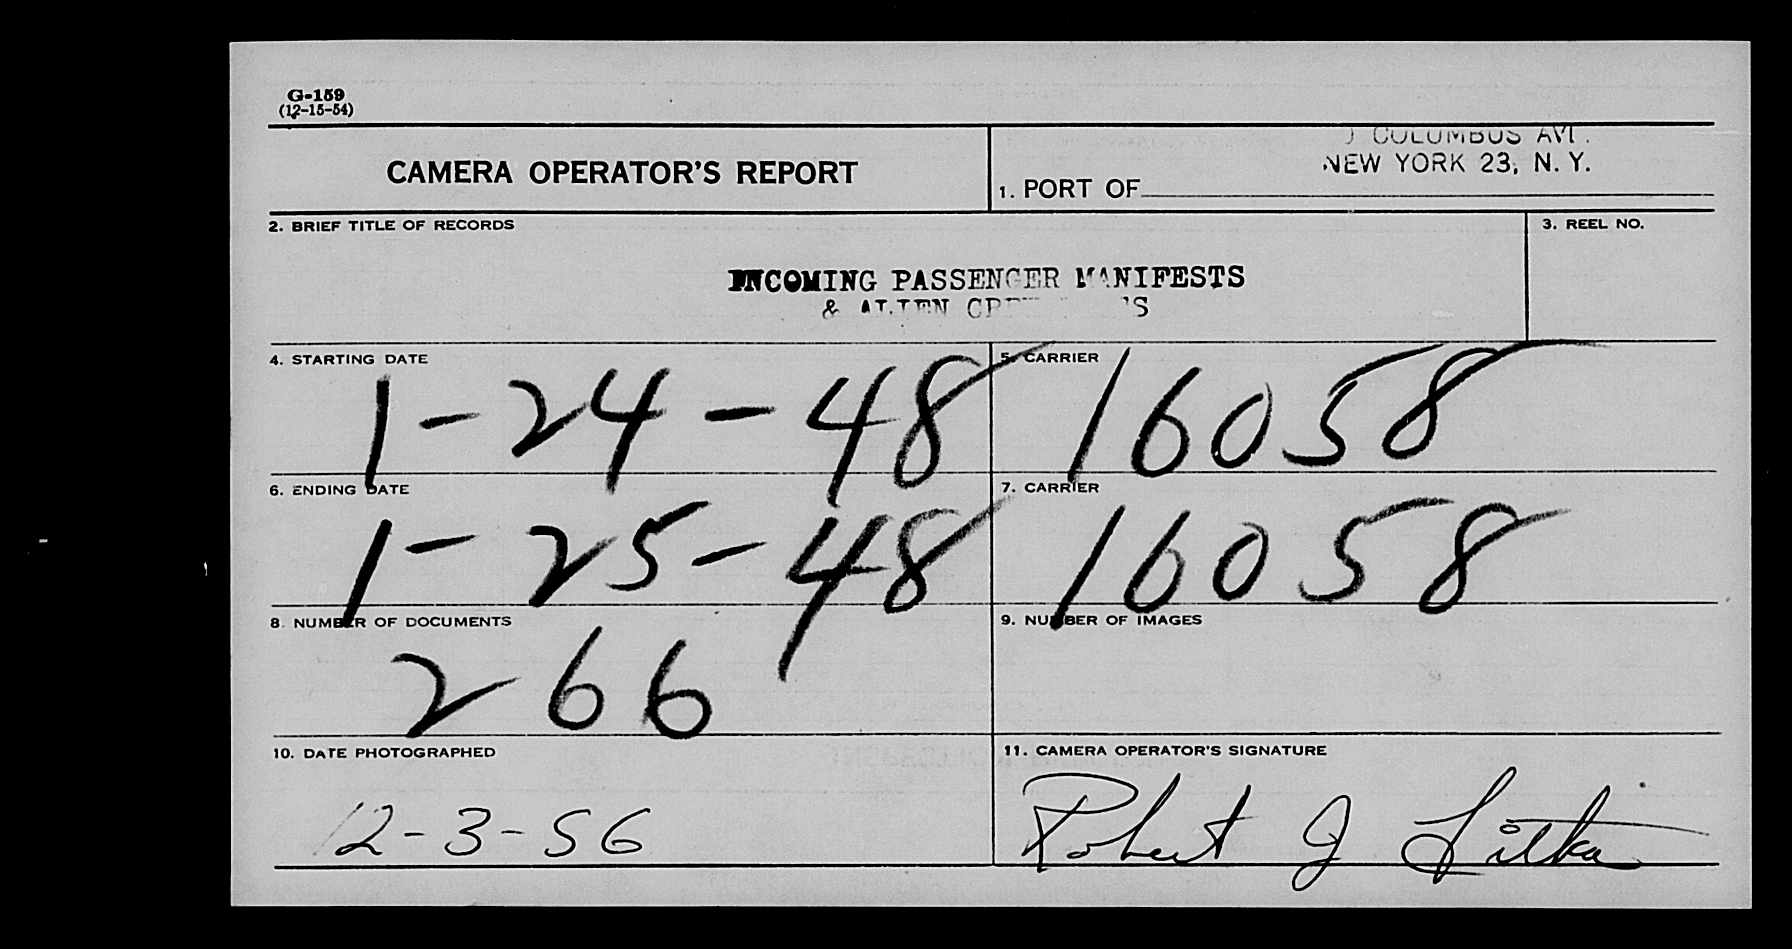 G-159
(12-15-54)
CAMERA OPERATOR'S REPORT
COLUMBUS AVE.
NEW YORK 23, N. Y.
1. PORT OF
2. BRIEF TITLE OF RECORDS
3. REEL NO.
INCOMING PASSENGER MANIFESTS
& ALIEN
4. STARTING DATE
5. CARRIER
1-24-48
16058
6. ENDING DATE
7. CARRIER
1-25-48
16058
8. NUMBER OF DOCUMENTS
9. NUMBER OF IMAGES
266
10. DATE PHOTOGRAPHED
11. CAMERA OPERATOR'S SIGNATURE
12-3-56
Robert J